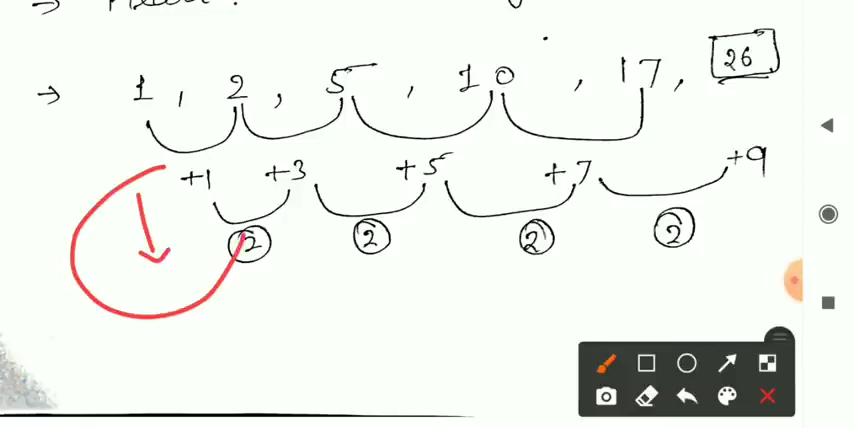 → 1, 2, 5, 10, 17, 26
+1 +3 +5 +7 +9
2 2 2 2